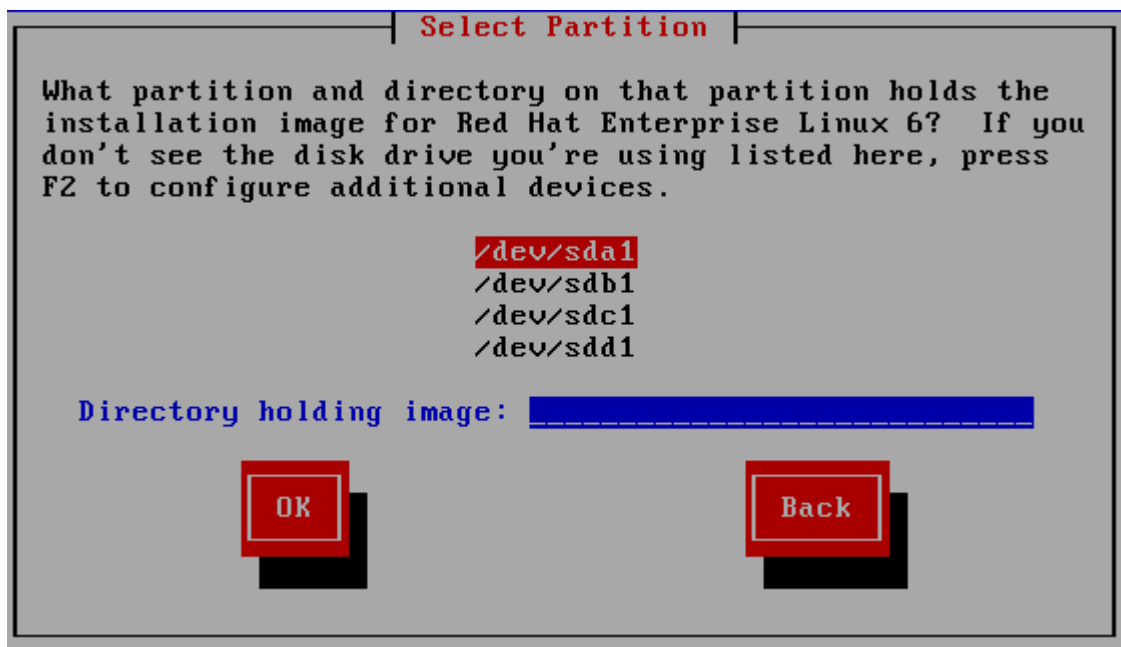 Select Partition
What partition and directory on that partition holds the
installation image for Red Hat Enterprise Linux 6?  If you
don't see the disk drive you're using listed here, press
F2 to configure additional devices.
/dev/sda1
/dev/sdb1
/dev/sdc1
/dev/sdd1
Directory holding image: ____________________________
OK Back